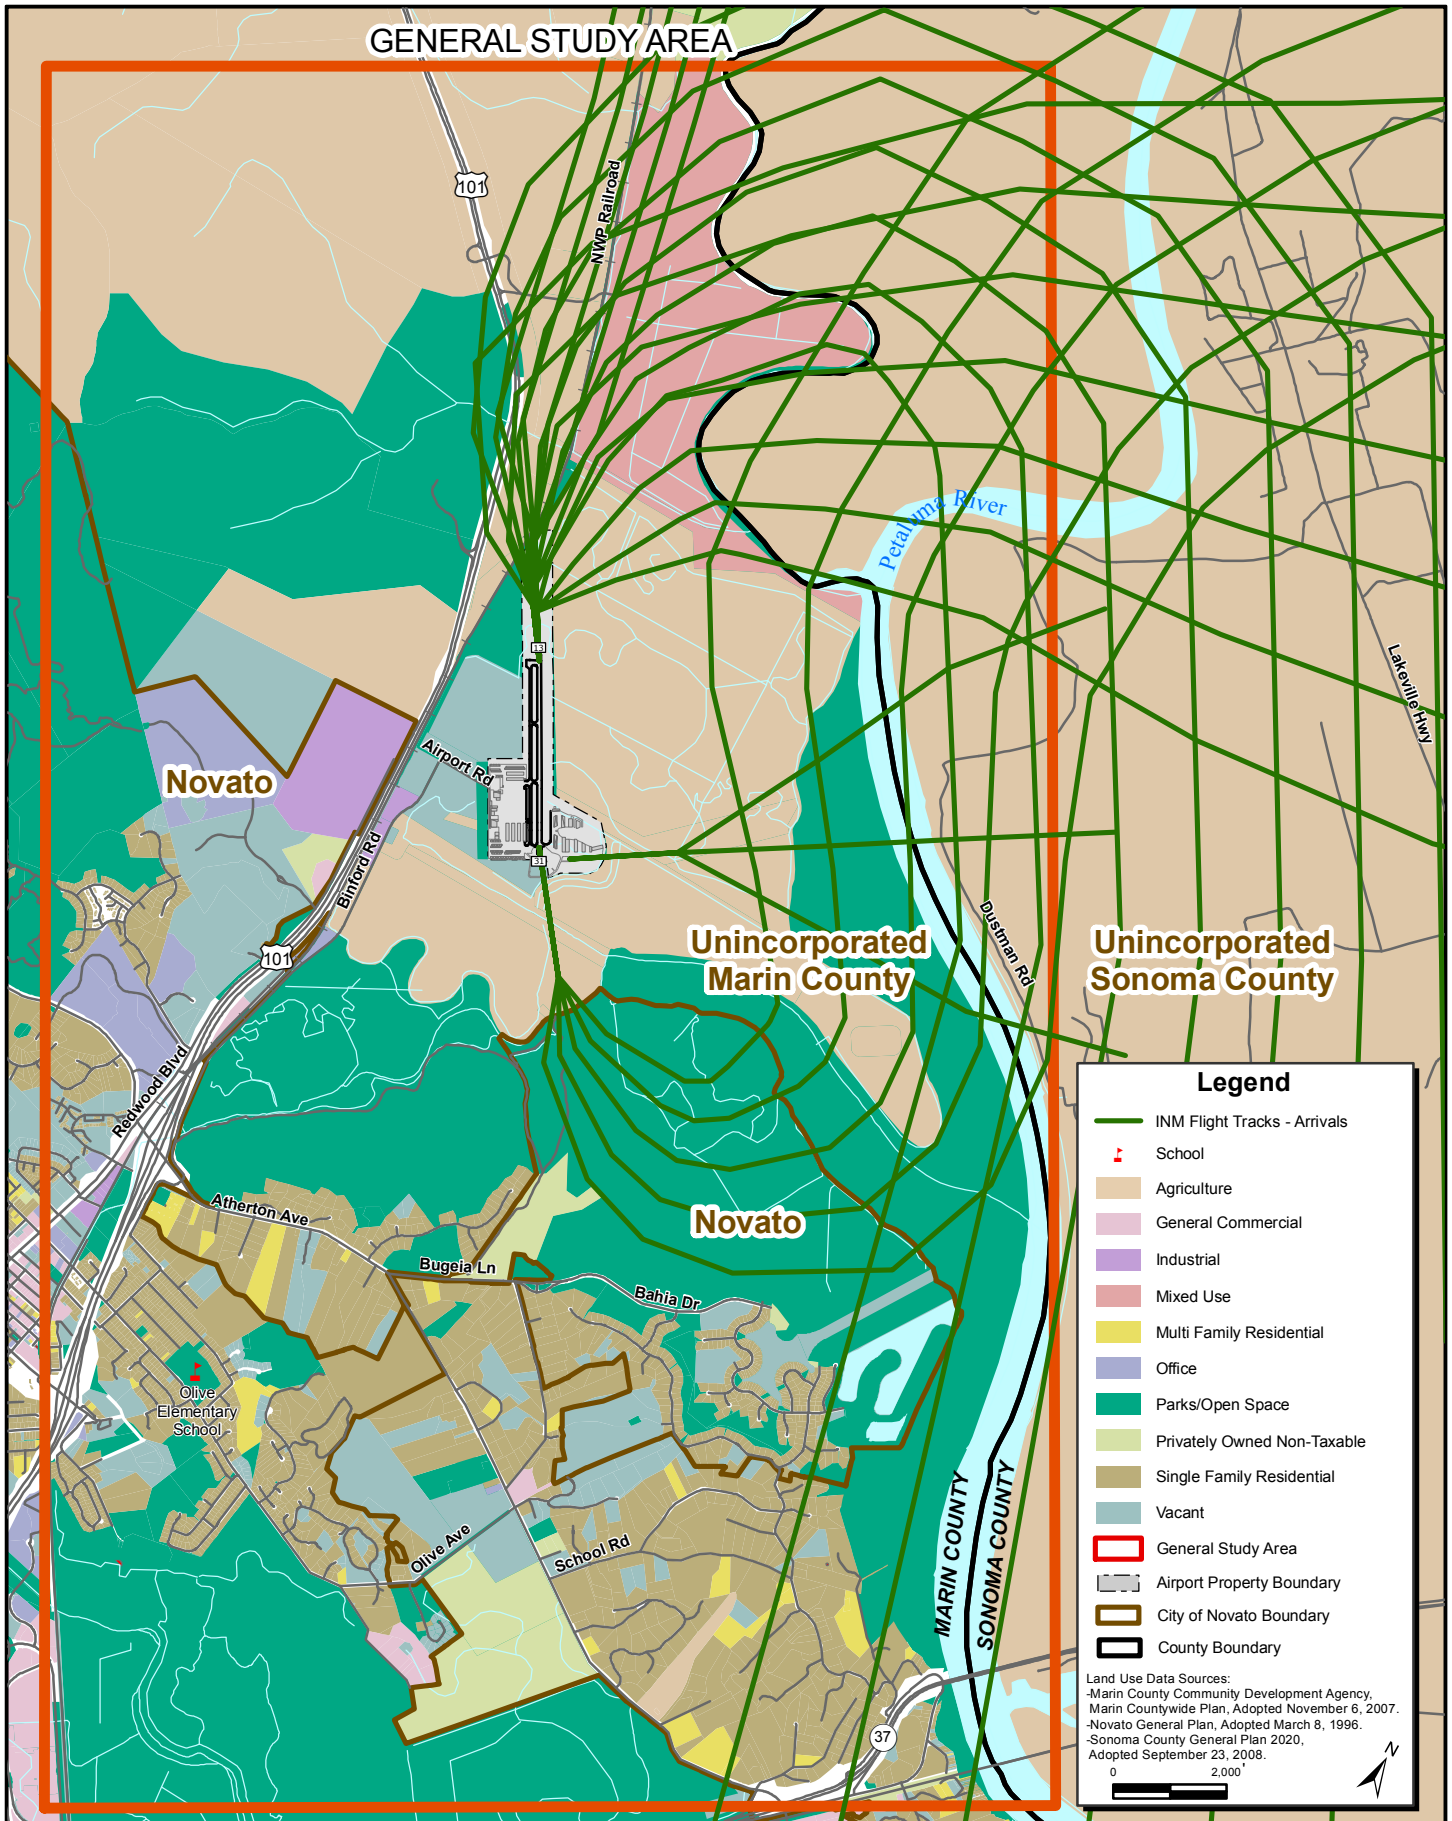 GENERAL STUDY AREA
101
NWP Railroad
Petaluma River
13
Lakeville Hwy
Airport Rd
Novato
Binford Rd
31
Dustman Rd
Unincorporated
Marin County
Unincorporated
Sonoma County
101
Redwood Blvd
Atherton Ave
Novato
Bugeia Ln
Bahia Dr
Olive
Elementary
School
Olive Ave
School Rd
MARIN COUNTY
SONOMA COUNTY
37
Legend
INM Flight Tracks - Arrivals
School
Agriculture
General Commercial
Industrial
Mixed Use
Multi Family Residential
Office
Parks/Open Space
Privately Owned Non-Taxable
Single Family Residential
Vacant
General Study Area
Airport Property Boundary
City of Novato Boundary
County Boundary
Land Use Data Sources:
-Marin County Community Development Agency,
Marin Countywide Plan, Adopted November 6, 2007.
-Novato General Plan, Adopted March 8, 1996.
-Sonoma County General Plan 2020,
Adopted September 23, 2008.
0 2,000'
N